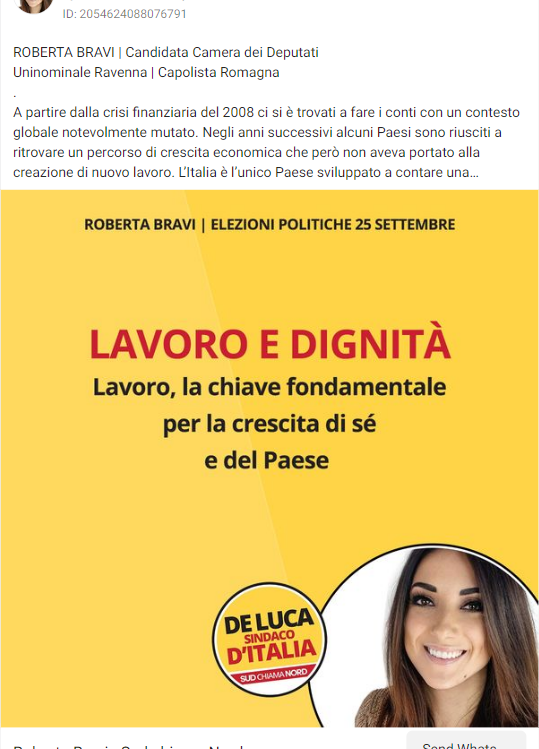 ID: 2054624088076791
ROBERTA BRAVI | Candidata Camera dei Deputati
Uninominale Ravenna | Capolista Romagna
.
A partire dalla crisi finanziaria del 2008 ci si è trovati a fare i conti con un contesto
globale notevolmente mutato. Negli anni successivi alcuni Paesi sono riusciti a
ritrovare un percorso di crescita economica che però non aveva portato alla
creazione di nuovo lavoro. L'Italia è l'unico Paese sviluppato a contare una...
ROBERTA BRAVI | ELEZIONI POLITICHE 25 SETTEMBRE
LAVORO E DIGNITÀ
Lavoro, la chiave fondamentale
per la crescita di sé
e del Paese
DE LUCA
SINDACO
D'ITALIA
SUD CHIAMA NORD